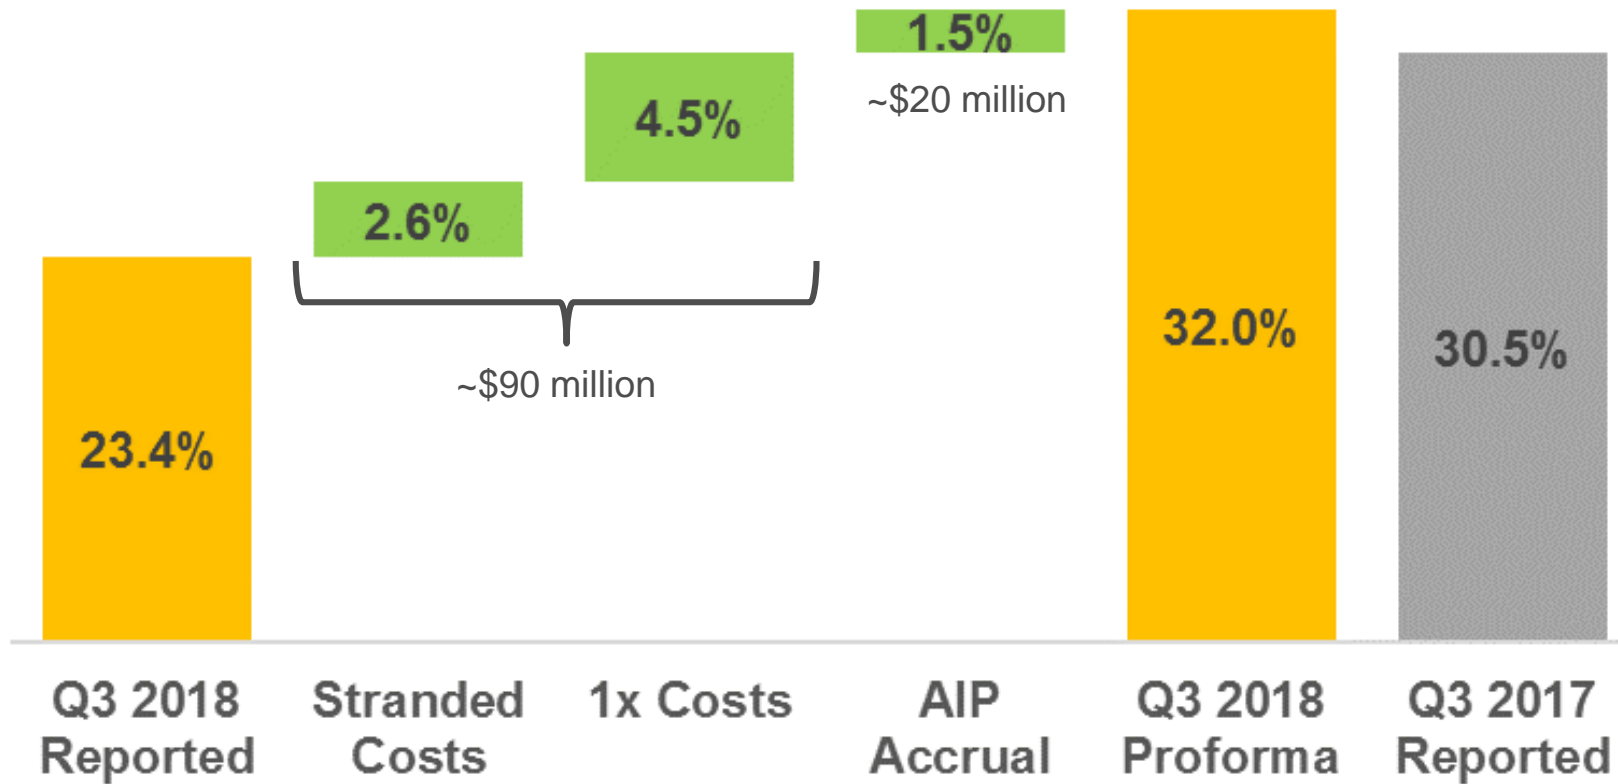 1.5%
~$20 million
4.5%
2.6%
32.0%
30.5%
~$90 million
23.4%
Q3 2018
Reported
Stranded
Costs
1x Costs
AIP
Accrual
Q3 2018
Proforma
Q3 2017
Reported